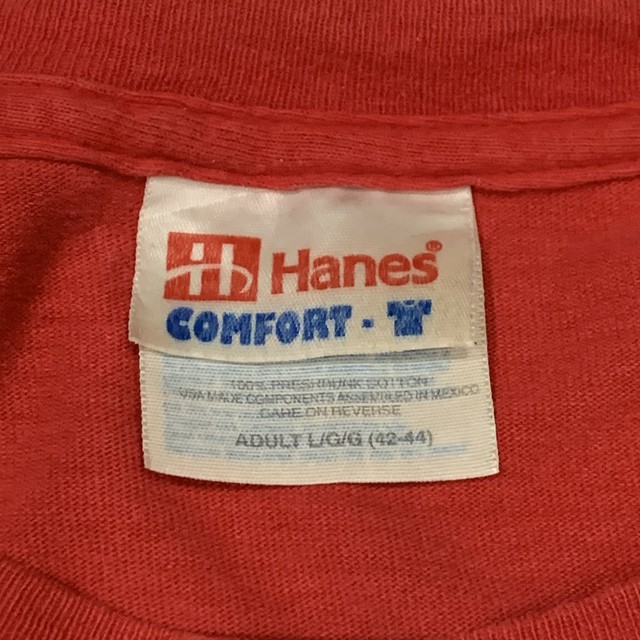 Hanes®
COMFORT - T
100% PRESHRUNK COTTON
USA MADE COMPONENTS ASSEMBLED IN MEXICO
CARE ON REVERSE
ADULT L/G/G (42-44)